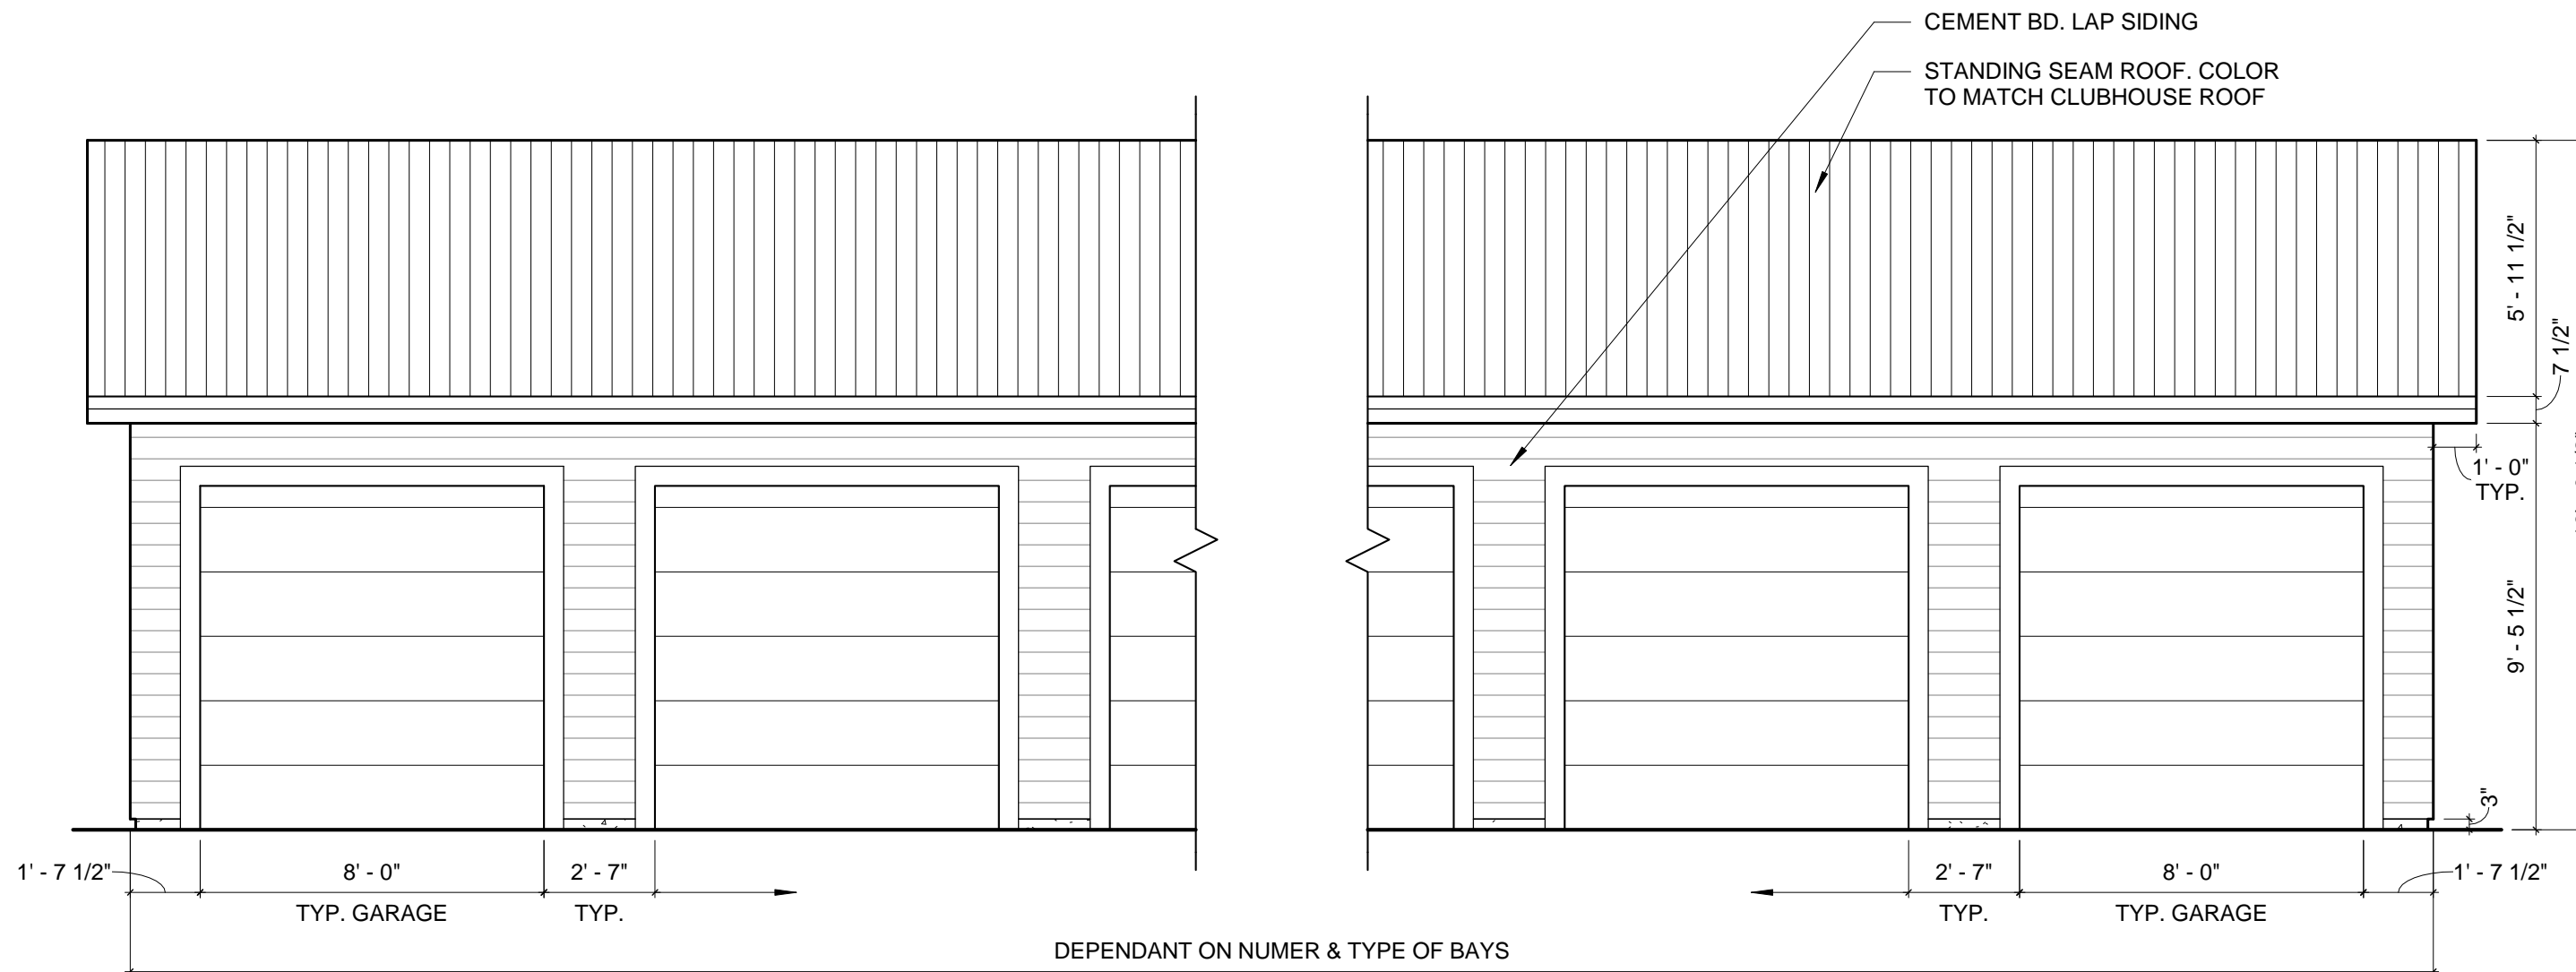 CEMENT BD. LAP SIDING
STANDING SEAM ROOF. COLOR
TO MATCH CLUBHOUSE ROOF
5' - 11 1/2"
7 1/2"
1' - 0"
TYP.
9' - 5 1/2"
3"
1' - 7 1/2"
8' - 0"
2' - 7"
2' - 7"
8' - 0"
1' - 7 1/2"
TYP. GARAGE
TYP.
TYP.
TYP. GARAGE
DEPENDANT ON NUMER & TYPE OF BAYS